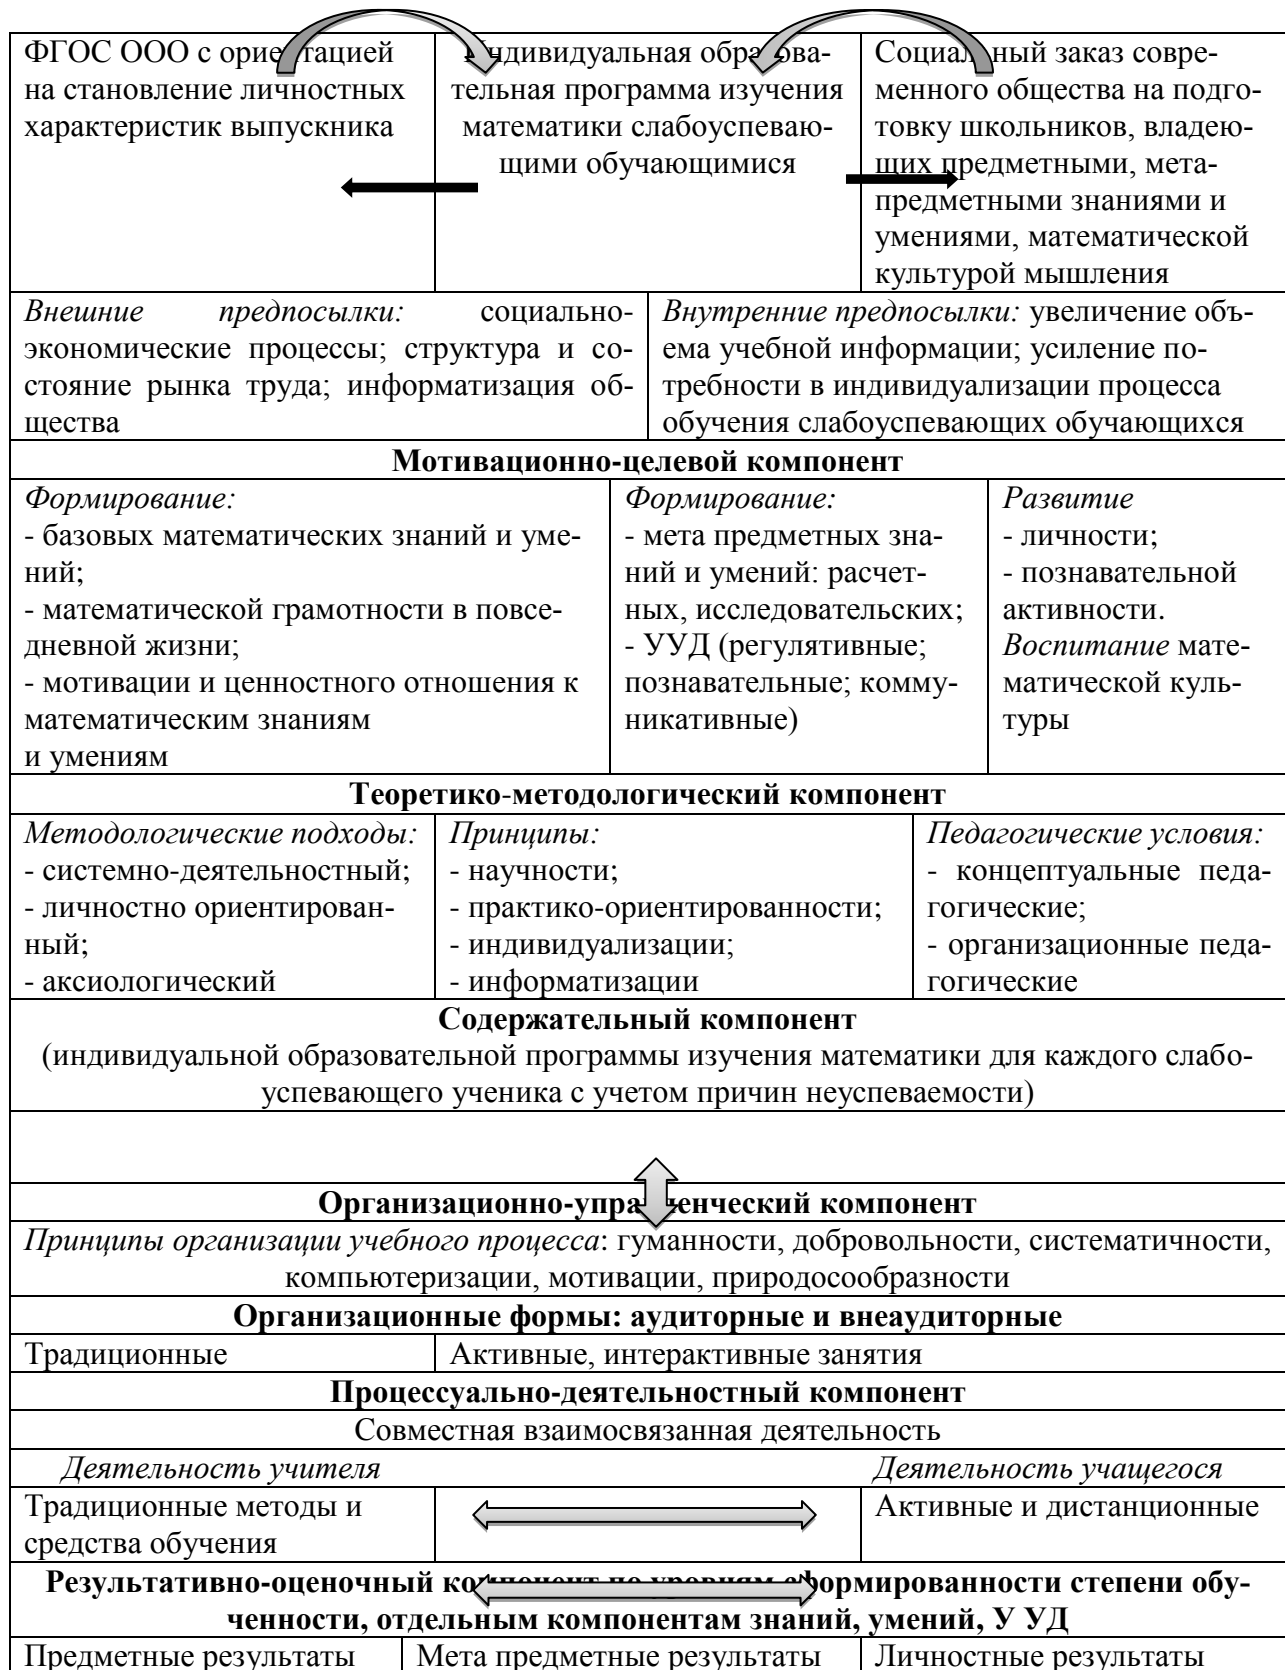 ФГОС ООО с ориентацией
на становление личностных
характеристик выпускника
Индивидуальная образова-
тельная программа изучения
математики слабоуспеваю-
щими обучающимися
Социальный заказ совре-
менного общества на подго-
товку школьников, владею-
щих предметными, мета-
предметными знаниями и
умениями, математической
культурой мышления
Внешние предпосылки: социально-
экономические процессы; структура и со-
стояние рынка труда; информатизация об-
щества
Внутренние предпосылки: увеличение объ-
ема учебной информации; усиление по-
требности в индивидуализации процесса
обучения слабоуспевающих обучающихся
Мотивационно-целевой компонент
Формирование:
- базовых математических знаний и уме-
ний;
- математической грамотности в повсе-
дневной жизни;
- мотивации и ценностного отношения к
математическим знаниям
и умениям
Формирование:
- мета предметных зна-
ний и умений: расчет-
ных, исследовательских;
- УУД (регулятивные;
познавательные; комму-
никативные)
Развитие
- личности;
- познавательной
активности.
Воспитание мате-
матической куль-
туры
Теоретико-методологический компонент
Методологические подходы:
- системно-деятельностный;
- личностно ориентирован-
ный;
- аксиологический
Принципы:
- научности;
- практико-ориентированности;
- индивидуализации;
- информатизации
Педагогические условия:
- концептуальные педа-
гогические;
- организационные педа-
гогические
Содержательный компонент
(индивидуальной образовательной программы изучения математики для каждого слабо-
успевающего ученика с учетом причин неуспеваемости)
Организационно-управленческий компонент
Принципы организации учебного процесса: гуманности, добровольности, систематичности,
компьютеризации, мотивации, природосообразности
Организационные формы: аудиторные и внеаудиторные
Традиционные
Активные, интерактивные занятия
Процессуально-деятельностный компонент
Совместная взаимосвязанная деятельность
Деятельность учителя
Деятельность учащегося
Традиционные методы и
средства обучения
Активные и дистанционные
Результативно-оценочный компонент по уровням сформированности степени обу-
ченности, отдельным компонентам знаний, умений, У УД
Предметные результаты
Мета предметные результаты
Личностные результаты